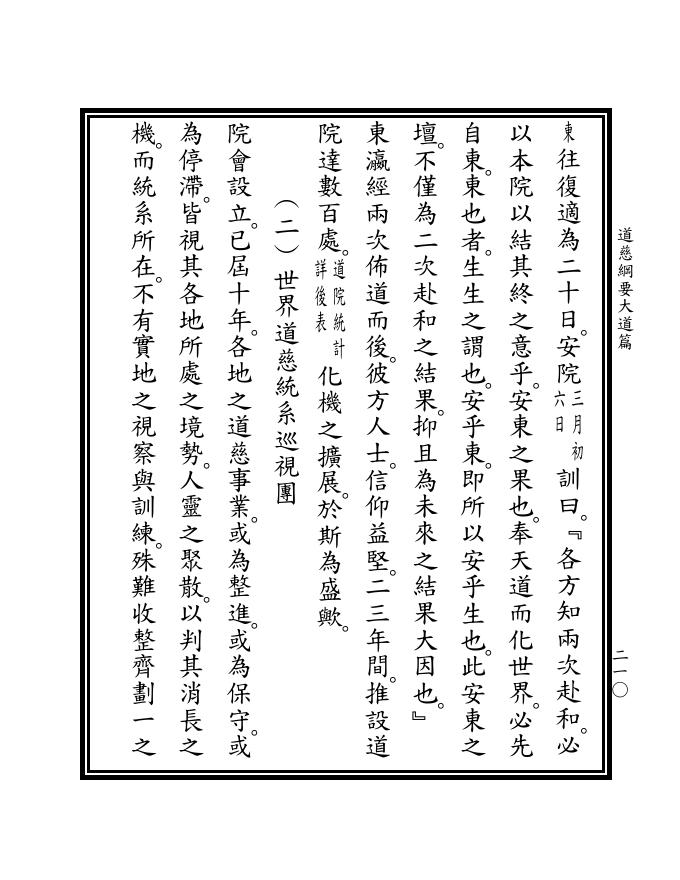 道慈綱要大道篇
二一〇
東往復適為二十日。安院三月初六日訓曰。『各方知兩次赴和。必
以本院以結其終之意乎。安東之果也。奉天道而化世界。必先
自東。東也者。生生之謂也。安乎東。即所以安乎生也。此安東之
壇。不僅為二次赴和之結果。抑且為未來之結果大因也。』
東瀛經兩次佈道而後。彼方人士。信仰益堅。二三年間。推設道
院達數百處。道院統計詳後表化機之擴展。於斯為盛歟。
（二）世界道慈統系巡視團
院會設立。已屆十年。各地之道慈事業。或為整進。或為保守。或
為停滯。皆視其各地所處之境勢。人靈之聚散。以判其消長之
機。而統系所在。不有實地之視察與訓練。殊難收整齊劃一之